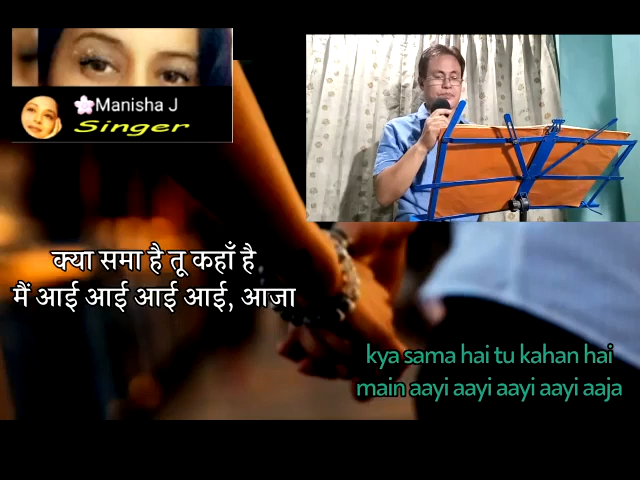 Manisha J
Singer
क्या समा है तू कहाँ है
मैं आई आई आई आई, आजा
kya sama hai tu kahan hai
main aayi aayi aayi aayi aaja